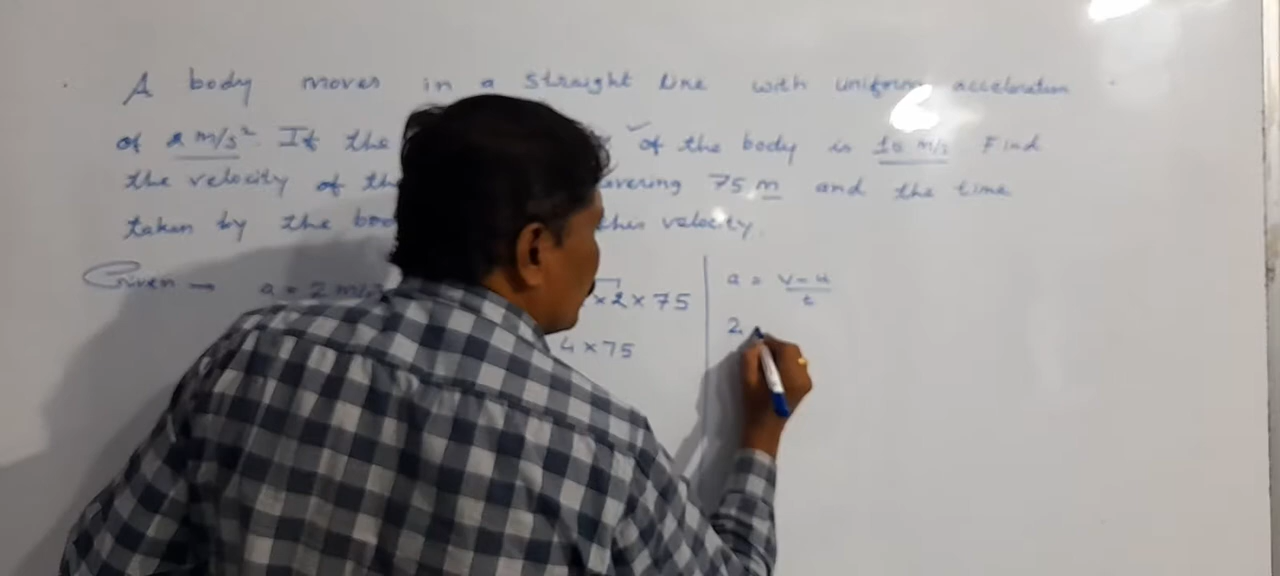 A body moves in a straight line with uniform acceleration
of 2 m/s². If the of the body is 10 m/s Find
the velocity of the covering 75 m and the time
taken by the this velocity.
Given → a = 2 m/s² × 2 × 75
4 × 75
a = v - u / t
2